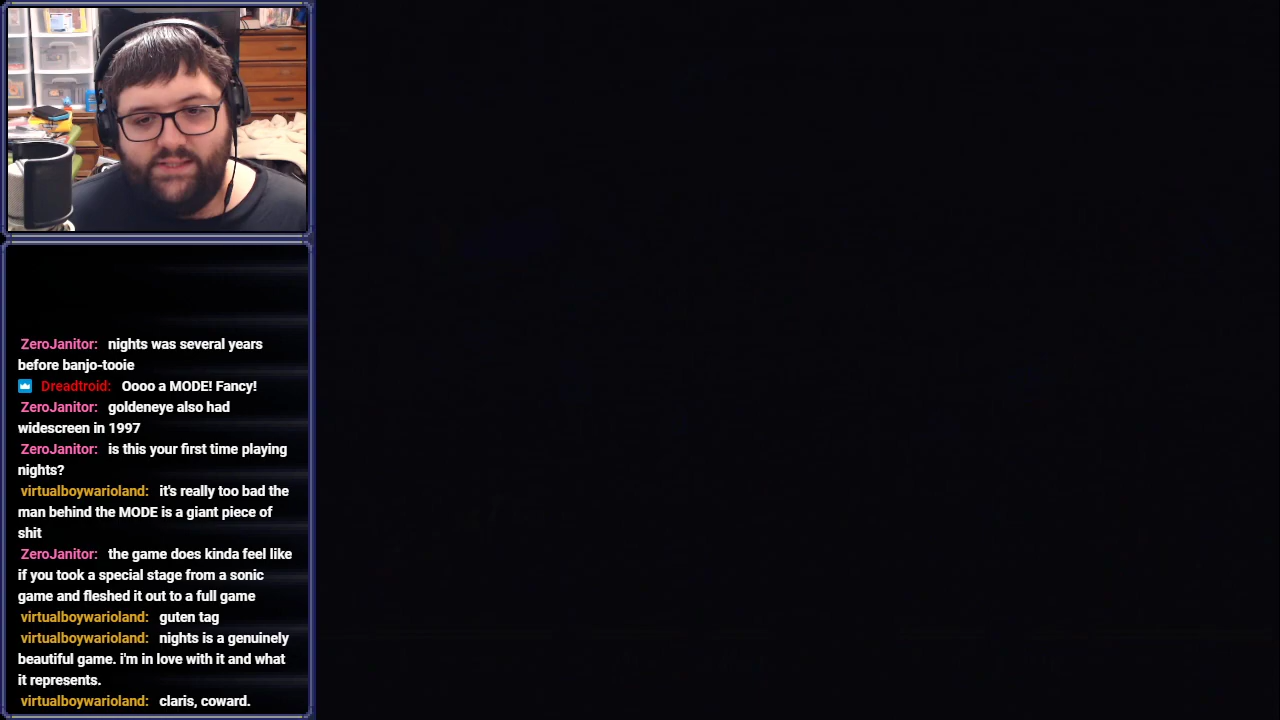 ZeroJanitor: nights was several years
before banjo-tooie
Dreadtroid: Oooo a MODE! Fancy!
ZeroJanitor: goldeneye also had
widescreen in 1997
ZeroJanitor: is this your first time playing
nights?
virtualboywarioland: it's really too bad the
man behind the MODE is a giant piece of
shit
ZeroJanitor: the game does kinda feel like
if you took a special stage from a sonic
game and fleshed it out to a full game
virtualboywarioland: guten tag
virtualboywarioland: nights is a genuinely
beautiful game. i'm in love with it and what
it represents.
virtualboywarioland: claris, coward.